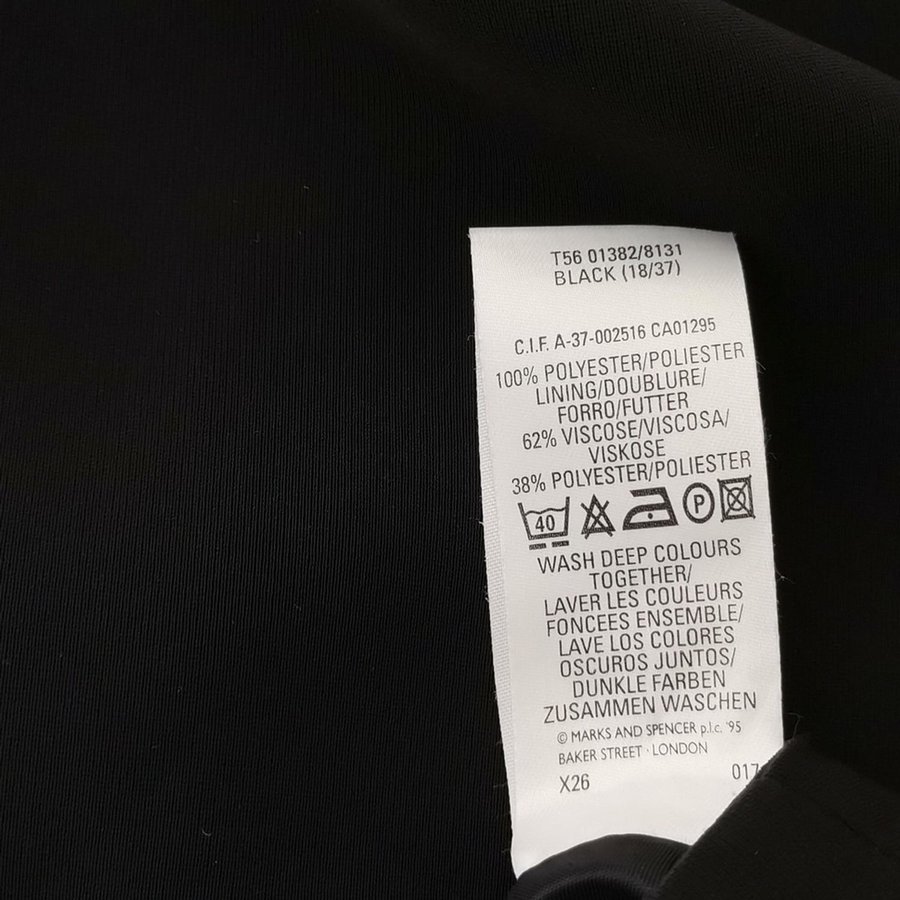 T56 01382/8131
BLACK (18/37)
C.I.F. A-37-002516 CA01295
100% POLYESTER/POLIESTER
LINING/DOUBLURE/
FORRO/FUTTER
62% VISCOSE/VISCOSA/
VISKOSE
38% POLYESTER/POLIESTER
40 P
WASH DEEP COLOURS
TOGETHER/
LAVER LES COULEURS
FONCEES ENSEMBLE/
LAVE LOS COLORES
OSCUROS JUNTOS/
DUNKLE FARBEN
ZUSAMMEN WASCHEN
© MARKS AND SPENCER p.l.c. '95
BAKER STREET · LONDON
X26